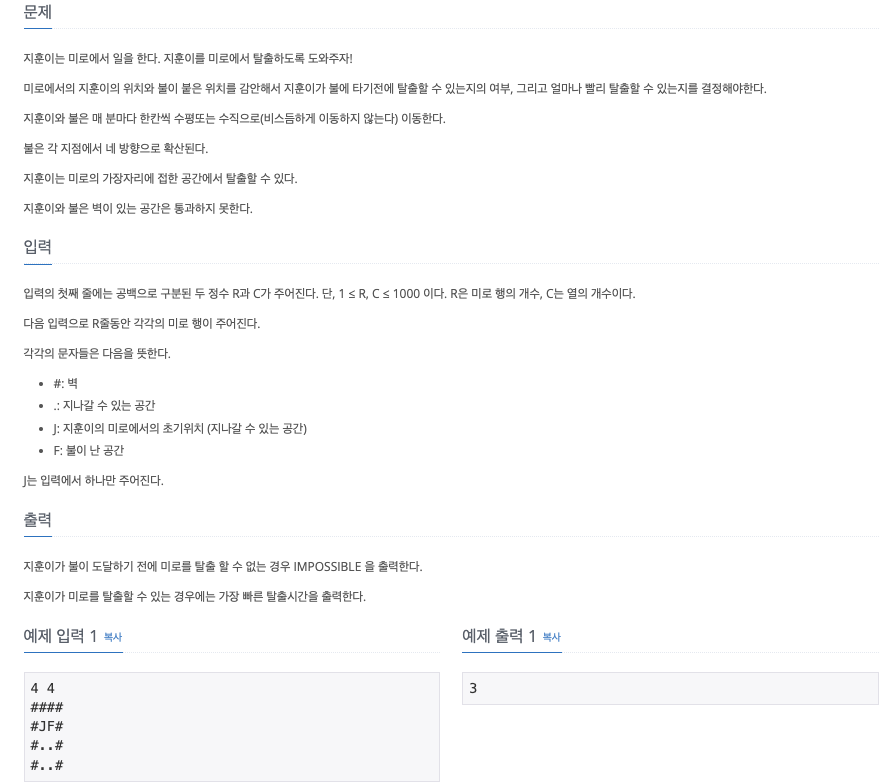 문제
지훈이는 미로에서 일을 한다. 지훈이를 미로에서 탈출하도록 도와주자!
미로에서의 지훈이의 위치와 불이 붙은 위치를 감안해서 지훈이가 불에 타기전에 탈출할 수 있는지의 여부, 그리고 얼마나 빨리 탈출할 수 있는지를 결정해야한다.
지훈이와 불은 매 분마다 한칸씩 수평또는 수직으로(비스듬하게 이동하지 않는다) 이동한다.
불은 각 지점에서 네 방향으로 확산된다.
지훈이는 미로의 가장자리에 접한 공간에서 탈출할 수 있다.
지훈이와 불은 벽이 있는 공간은 통과하지 못한다.
입력
입력의 첫째 줄에는 공백으로 구분된 두 정수 R과 C가 주어진다. 단, 1 ≤ R, C ≤ 1000 이다. R은 미로 행의 개수, C는 열의 개수이다.
다음 입력으로 R줄동안 각각의 미로 행이 주어진다.
각각의 문자들은 다음을 뜻한다.
• #: 벽
• .: 지나갈 수 있는 공간
• J: 지훈이의 미로에서의 초기위치 (지나갈 수 있는 공간)
• F: 불이 난 공간
J는 입력에서 하나만 주어진다.
출력
지훈이가 불이 도달하기 전에 미로를 탈출 할 수 없는 경우 IMPOSSIBLE 을 출력한다.
지훈이가 미로를 탈출할 수 있는 경우에는 가장 빠른 탈출시간을 출력한다.
예제 입력 1 복사
4 4
####
#JF#
#..#
#..#
예제 출력 1 복사
3